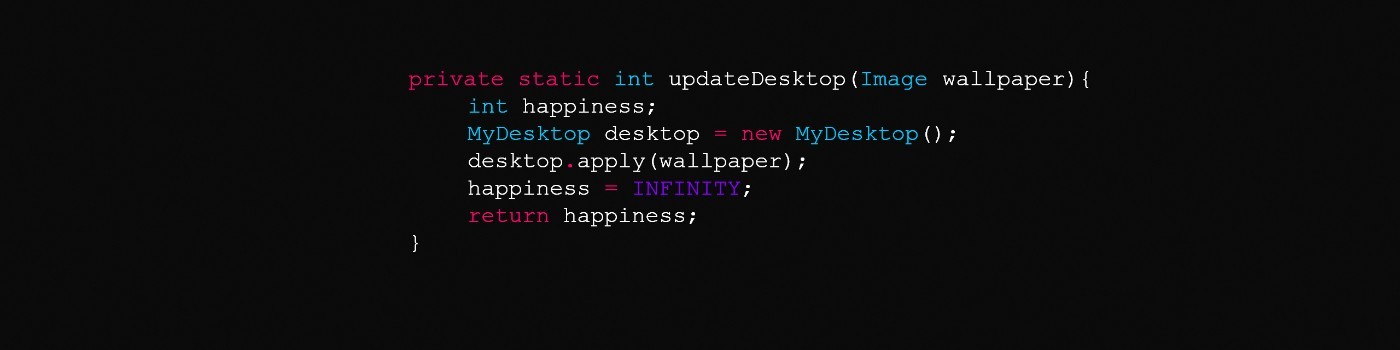 private static int updateDesktop(Image wallpaper){
int happiness;
MyDesktop desktop = new MyDesktop();
desktop.apply(wallpaper);
happiness = INFINITY;
return happiness;
}